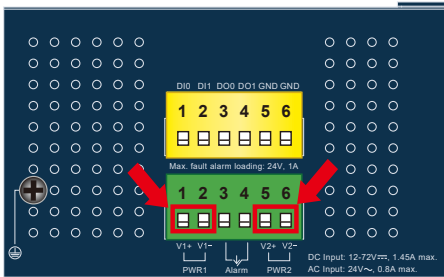 DI0 DI1 DO0 DO1 GND GND
1 2 3 4 5 6
Max. fault alarm loading: 24V, 1A
1 2 3 4 5 6
V1+ V1− V2+ V2−
PWR1 Alarm PWR2
DC Input: 12-72V⎓, 1.45A max.
AC Input: 24V～, 0.8A max.